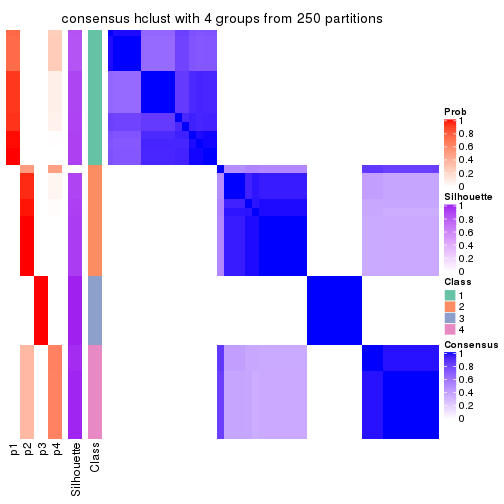 consensus hclust with 4 groups from 250 partitions
Prob
1
0.8
0.6
0.4
0.2
0
Silhouette
1
0.8
0.6
0.4
0.2
0
Class
1
2
3
4
Consensus
1
0.8
0.6
0.4
0.2
0
p1
p2
p3
p4
Silhouette
Class